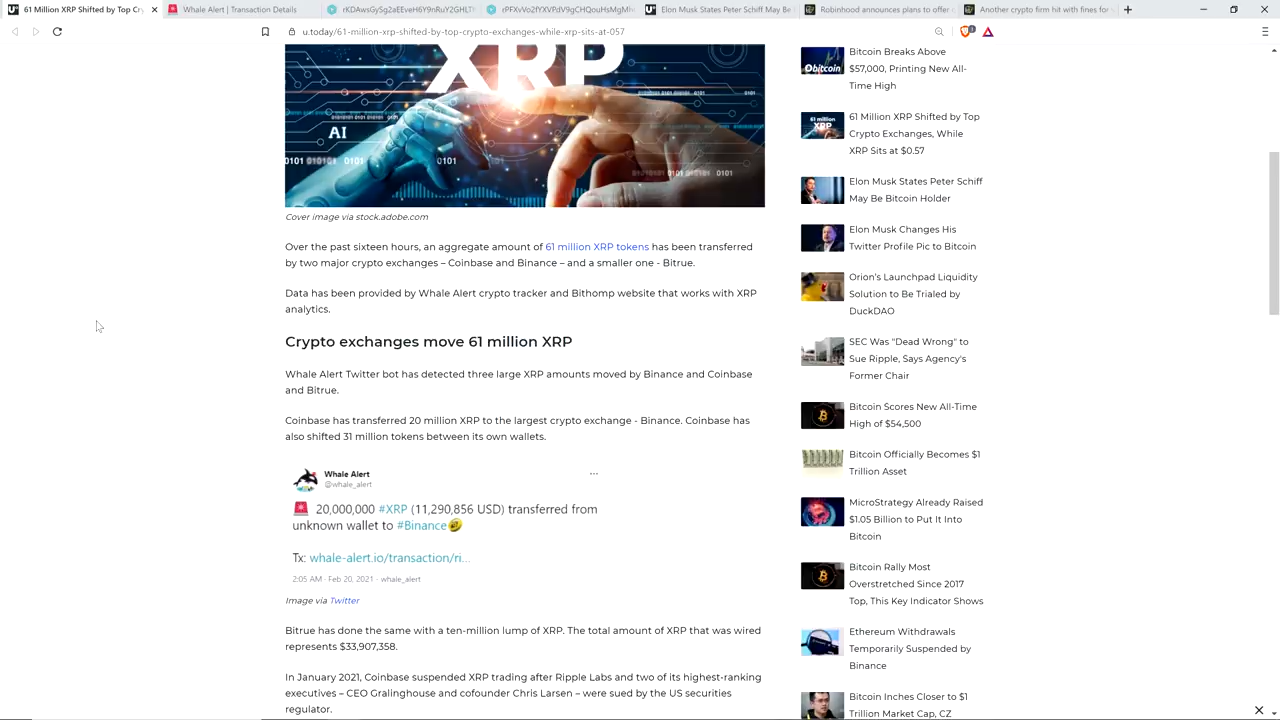 61 Million XRP Shifted by Top Cr
Whale Alert | Transaction Details
rKDAwsGySg2aEEveH6Y9nRuY2GHLT
rPFXvVo2fYXVPdV9gCHQouHsMgMh
Elon Musk States Peter Schiff May Be
Robinhood announces plans to offer
Another crypto firm hit with fines for
u.today/61-million-xrp-shifted-by-top-crypto-exchanges-while-xrp-sits-at-057
XRP
AI
Cover image via stock.adobe.com
Over the past sixteen hours, an aggregate amount of 61 million XRP tokens has been transferred
by two major crypto exchanges – Coinbase and Binance – and a smaller one - Bitrue.
Data has been provided by Whale Alert crypto tracker and Bithomp website that works with XRP
analytics.
Crypto exchanges move 61 million XRP
Whale Alert Twitter bot has detected three large XRP amounts moved by Binance and Coinbase
and Bitrue.
Coinbase has transferred 20 million XRP to the largest crypto exchange - Binance. Coinbase has
also shifted 31 million tokens between its own wallets.
Whale Alert
@whale_alert
20,000,000 #XRP (11,290,856 USD) transferred from
unknown wallet to #Binance
Tx: whale-alert.io/transaction/ri...
2:05 AM · Feb 20, 2021 · whale_alert
Image via Twitter
Bitrue has done the same with a ten-million lump of XRP. The total amount of XRP that was wired
represents $33,907,358.
In January 2021, Coinbase suspended XRP trading after Ripple Labs and two of its highest-ranking
executives – CEO Gralinghouse and cofounder Chris Larsen – were sued by the US securities
regulator.
Bitcoin Breaks Above
$57,000, Printing New All-
Time High
61 Million XRP Shifted by Top
Crypto Exchanges, While
XRP Sits at $0.57
Elon Musk States Peter Schiff
May Be Bitcoin Holder
Elon Musk Changes His
Twitter Profile Pic to Bitcoin
Orion's Launchpad Liquidity
Solution to Be Trialed by
DuckDAO
SEC Was "Dead Wrong" to
Sue Ripple, Says Agency's
Former Chair
Bitcoin Scores New All-Time
High of $54,500
Bitcoin Officially Becomes $1
Trillion Asset
MicroStrategy Already Raised
$1.05 Billion to Put It Into
Bitcoin
Bitcoin Rally Most
Overstretched Since 2017
Top, This Key Indicator Shows
Ethereum Withdrawals
Temporarily Suspended by
Binance
Bitcoin Inches Closer to $1
Trillion Market Cap, CZ